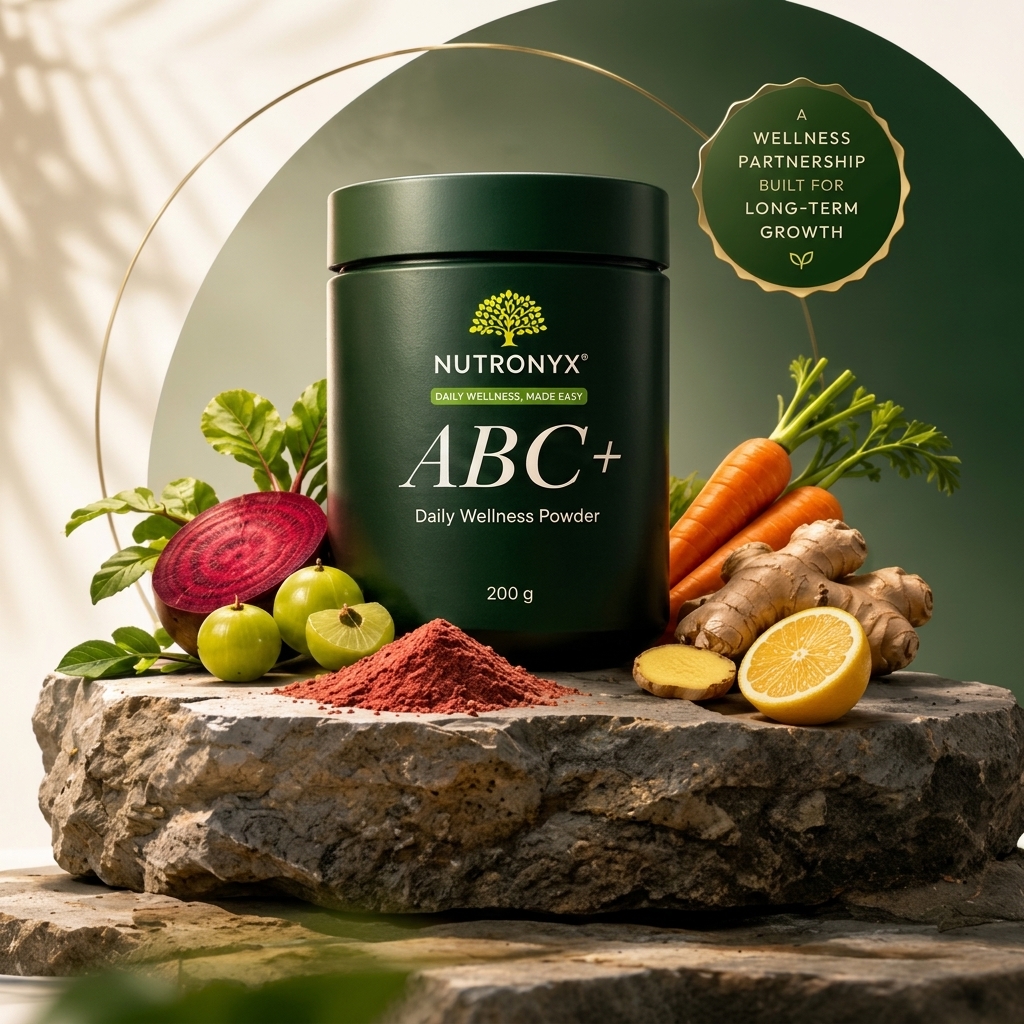 A
WELLNESS
PARTNERSHIP
BUILT FOR
LONG-TERM
GROWTH
NUTRONYX®
DAILY WELLNESS, MADE EASY
ABC+
Daily Wellness Powder
200 g